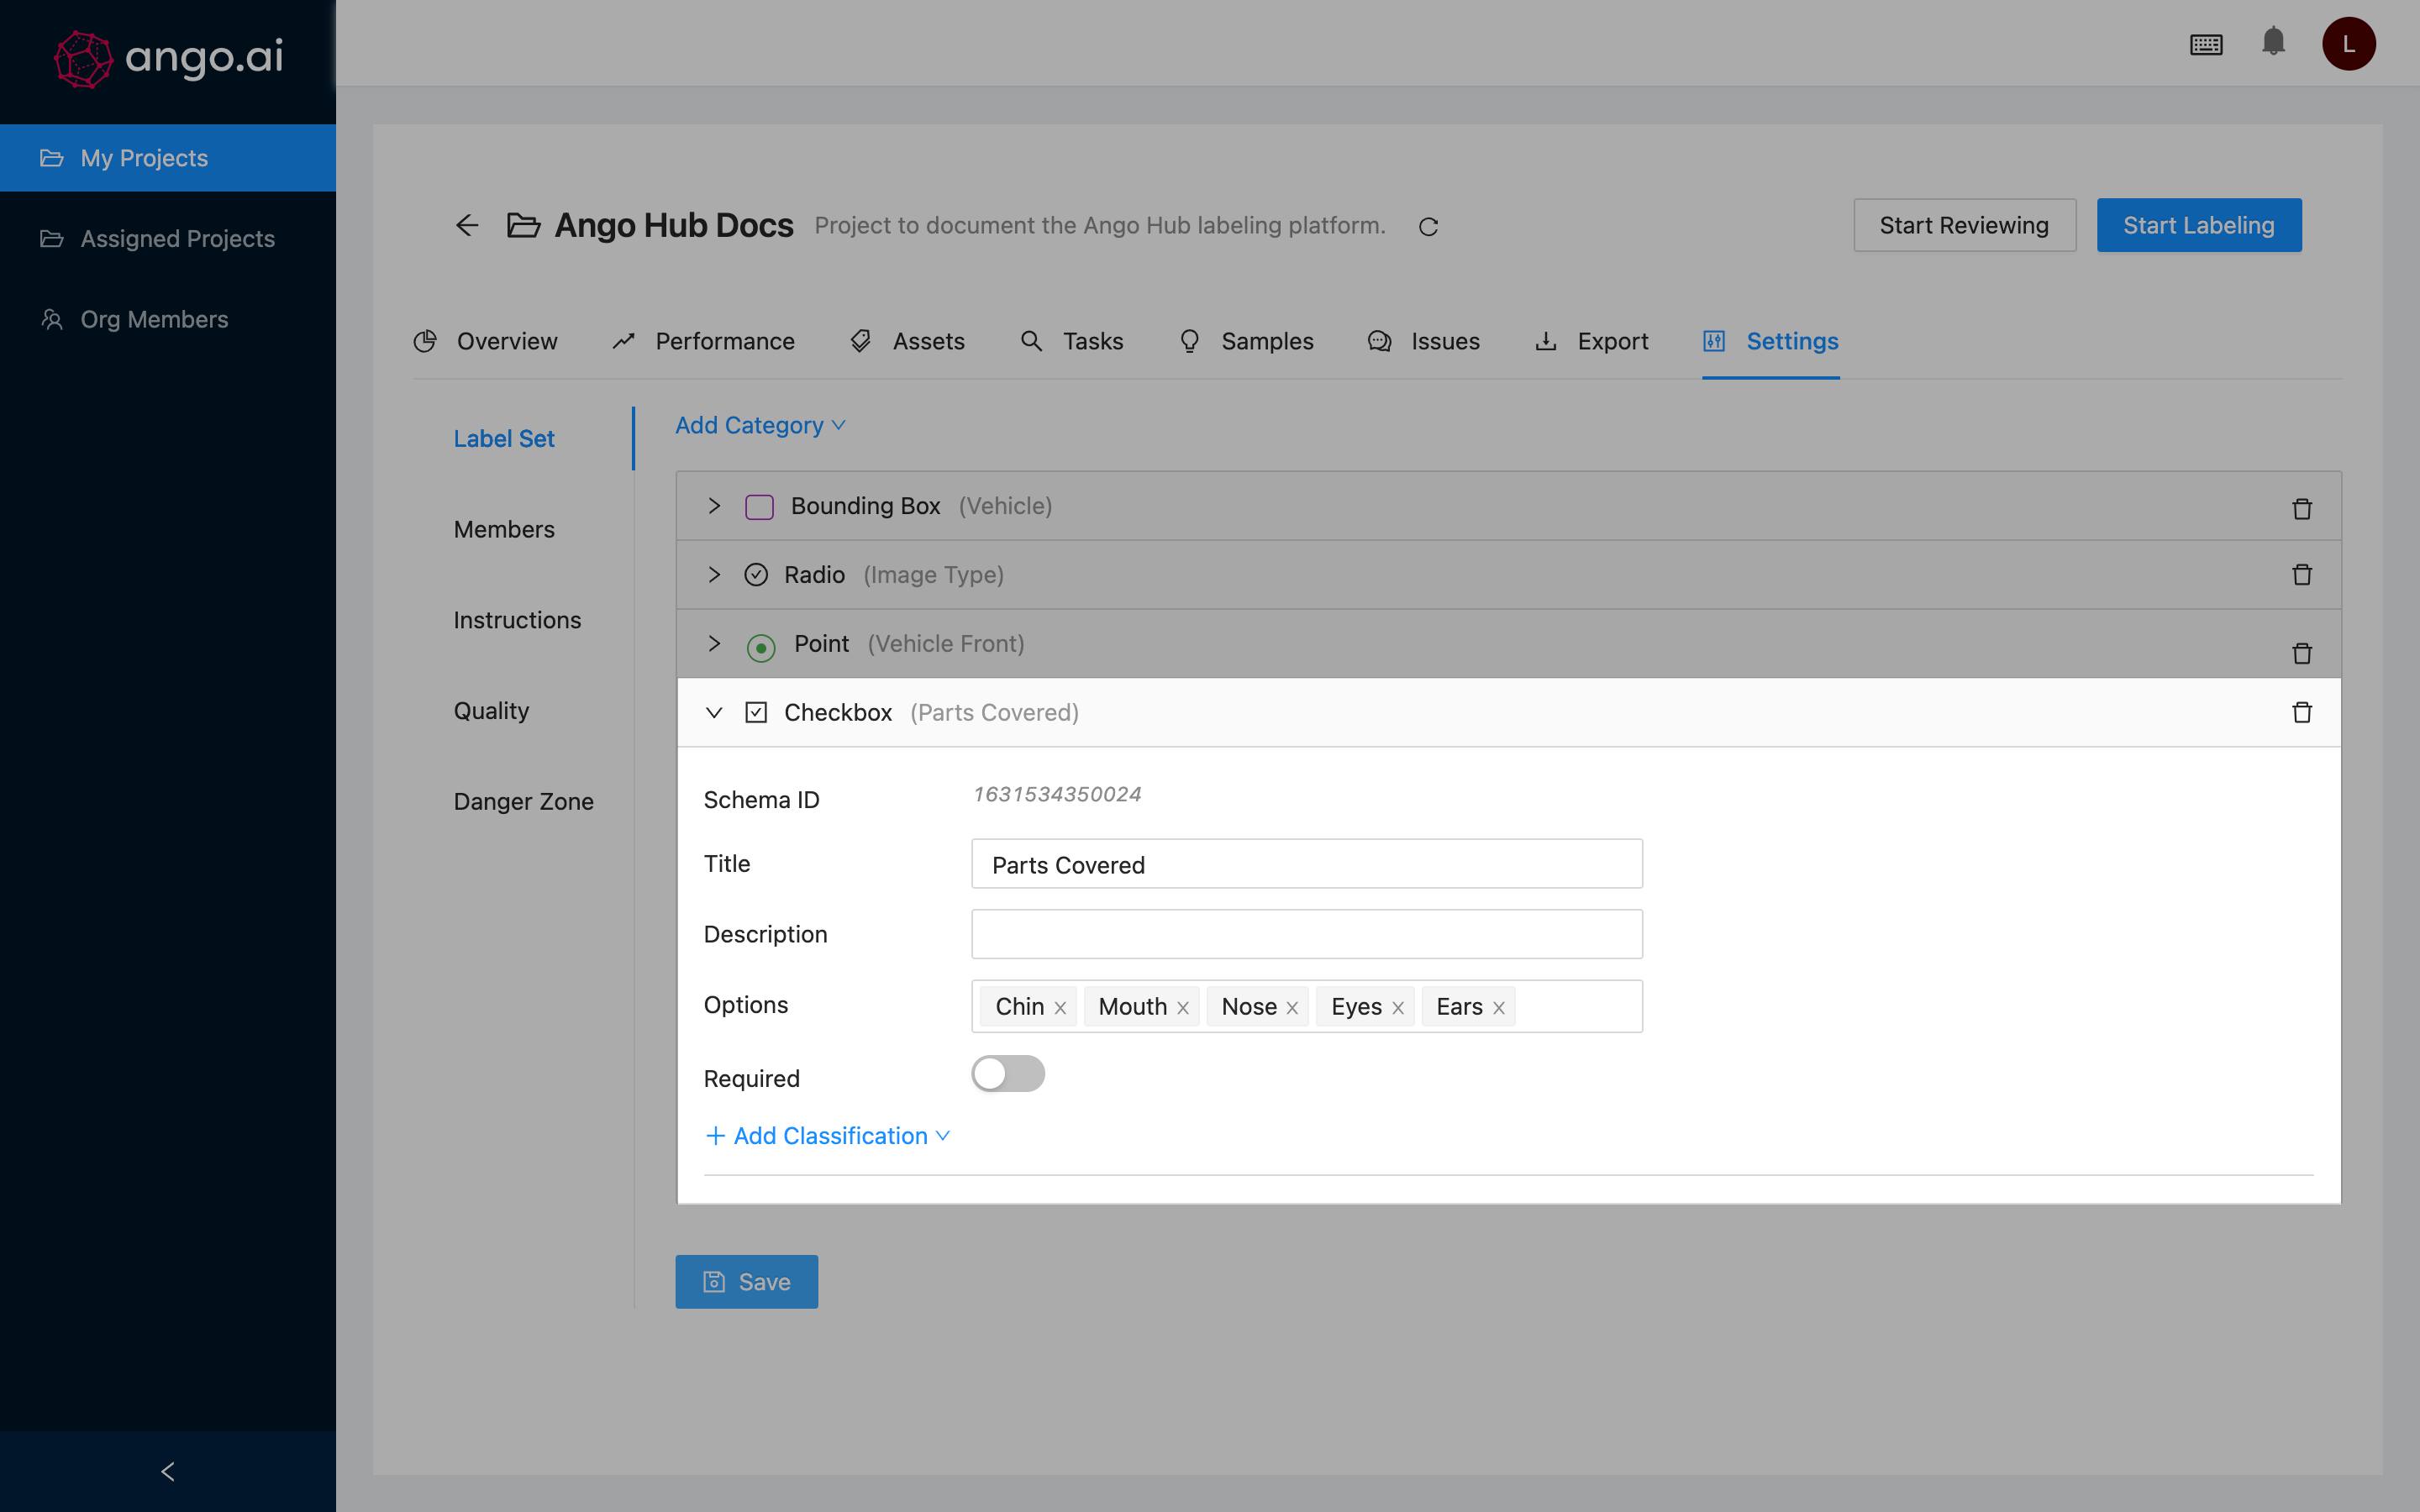 ango.ai
L
My Projects
Assigned Projects
Org Members
Ango Hub Docs Project to document the Ango Hub labeling platform.
Start Reviewing
Start Labeling
Overview
Performance
Assets
Tasks
Samples
Issues
Export
Settings
Label Set
Members
Instructions
Quality
Danger Zone
Add Category
Bounding Box (Vehicle)
Radio (Image Type)
Point (Vehicle Front)
Checkbox (Parts Covered)
Schema ID 1631534350024
Title Parts Covered
Description
Options Chin Mouth Nose Eyes Ears
Required
Add Classification
Save